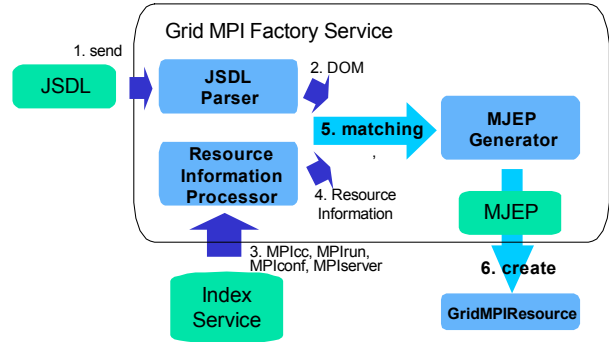 Grid MPI Factory Service
1. send
JSDL
JSDL
Parser
2. DOM
5. matching
,
MJEP
Generator
Resource
Information
Processor
4. Resource
Information
MJEP
3. MPIcc, MPIrun,
MPIconf, MPIserver
6. create
Index
Service
GridMPIResource